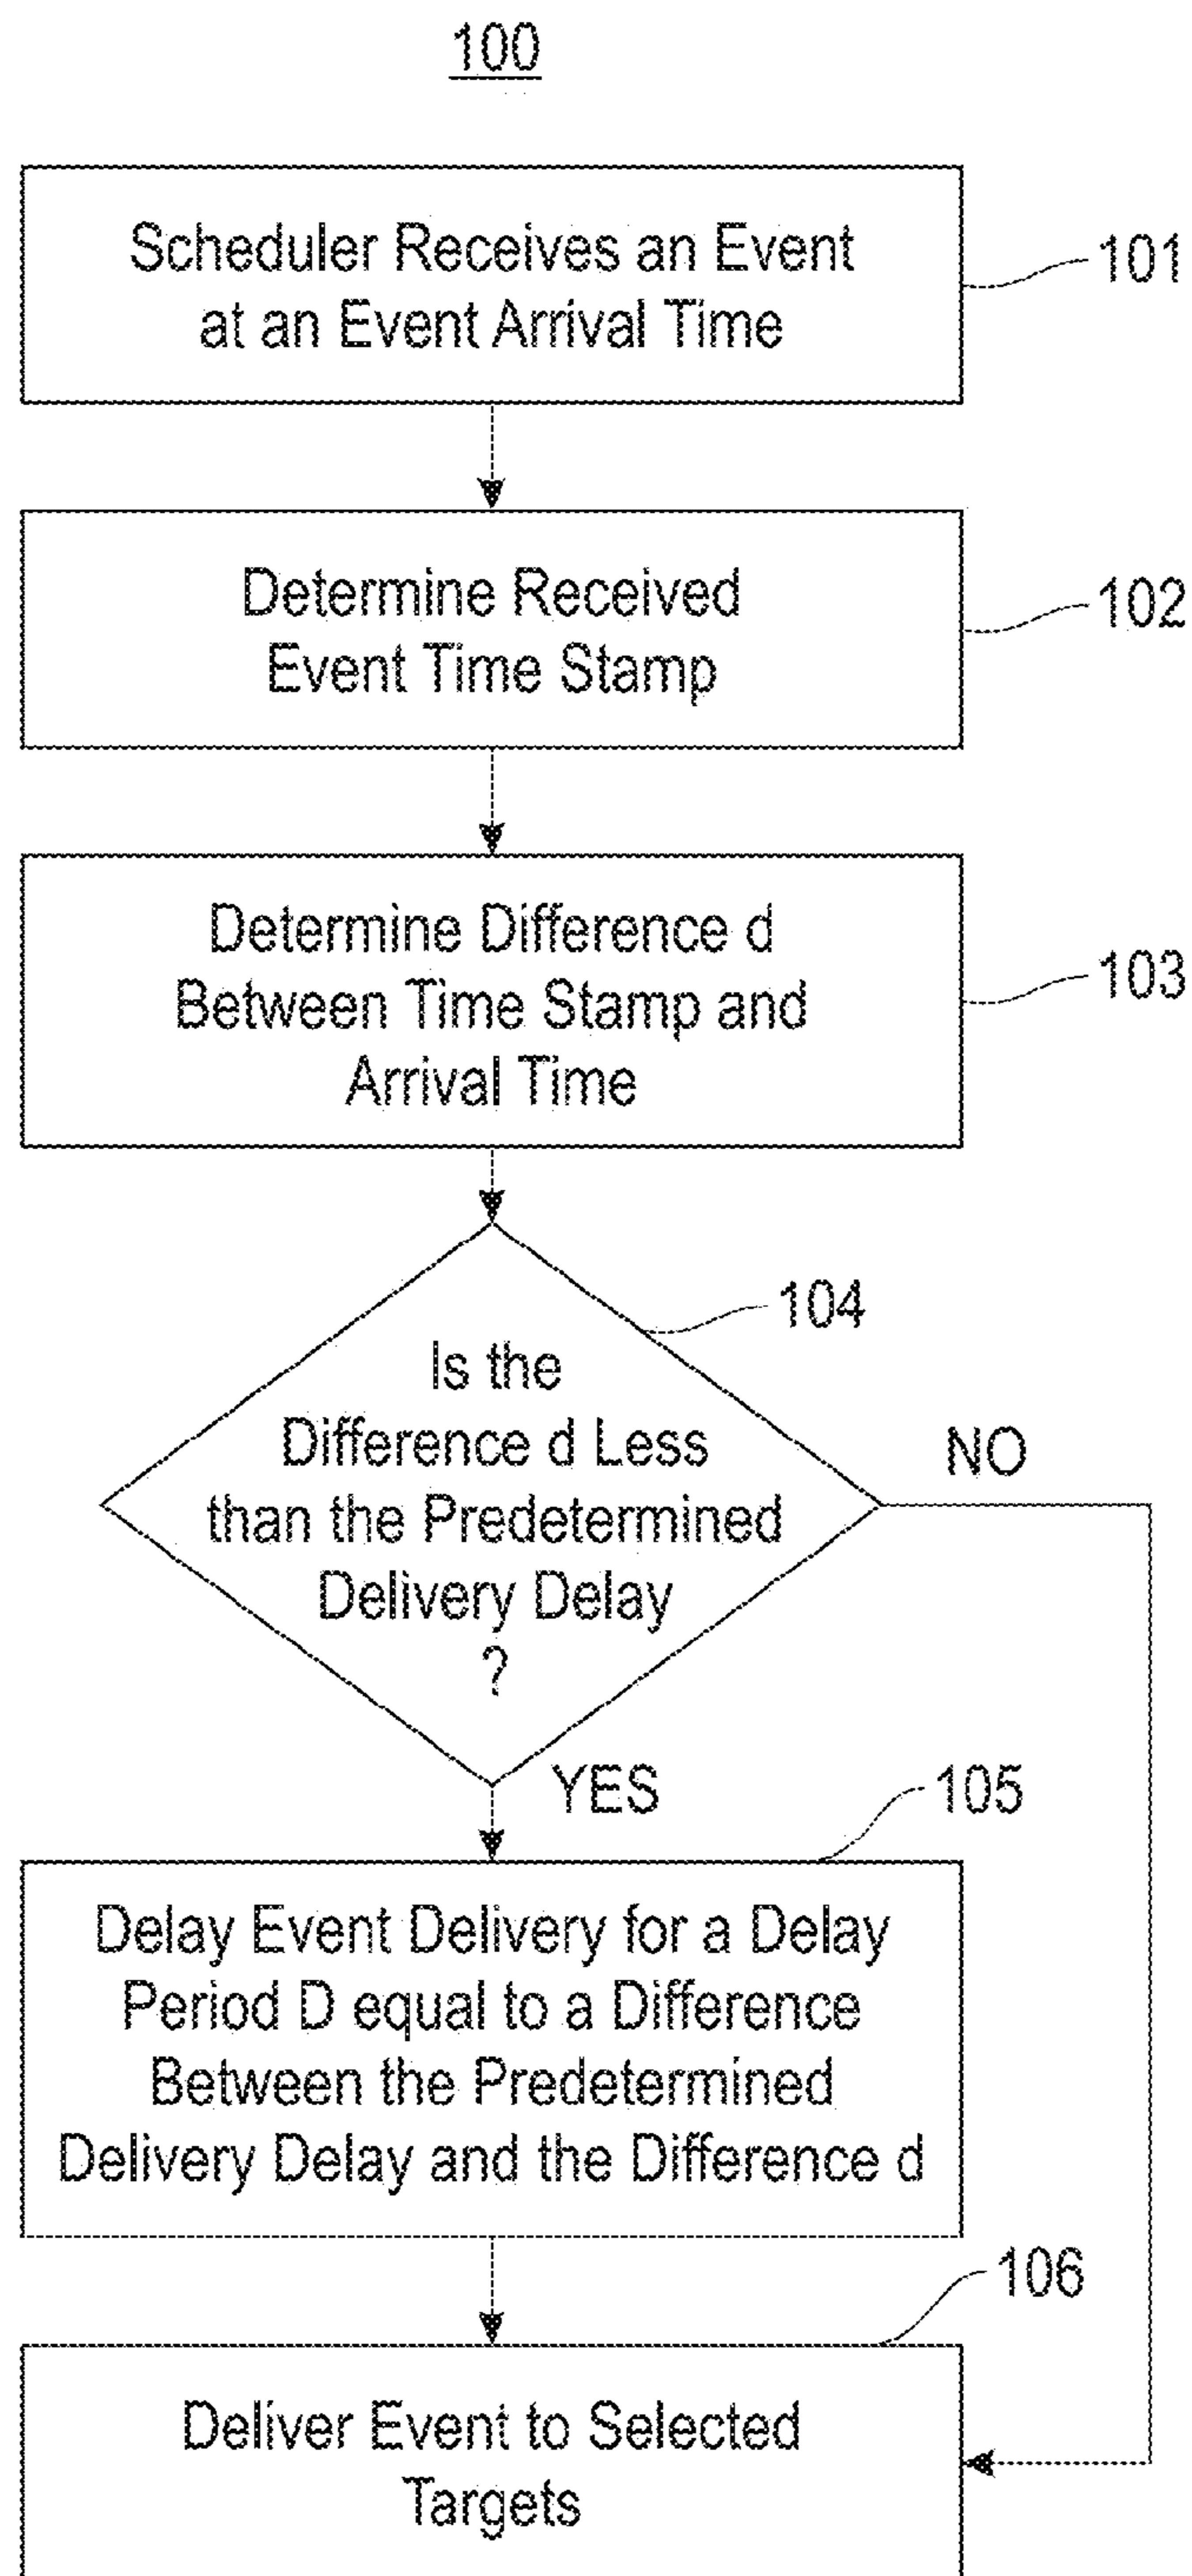 100
Scheduler Receives an Event
at an Event Arrival Time
101
Determine Received
Event Time Stamp
102
Determine Difference d
Between Time Stamp and
Arrival Time
103
104
Is the
Difference d Less
than the Predetermined
Delivery Delay
?
NO
YES
105
Delay Event Delivery for a Delay
Period D equal to a Difference
Between the Predetermined
Delivery Delay and the Difference d
106
Deliver Event to Selected
Targets